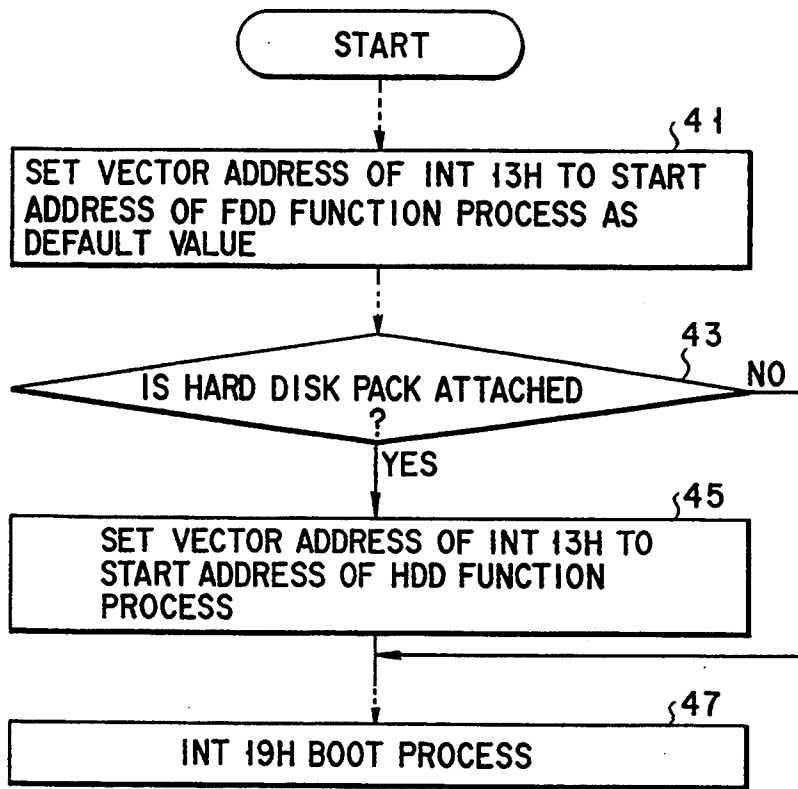 START
41
SET VECTOR ADDRESS OF INT 13H TO START
ADDRESS OF FDD FUNCTION PROCESS AS
DEFAULT VALUE
43
IS HARD DISK PACK ATTACHED
?
NO
YES
45
SET VECTOR ADDRESS OF INT 13H TO
START ADDRESS OF HDD FUNCTION
PROCESS
47
INT 19H BOOT PROCESS